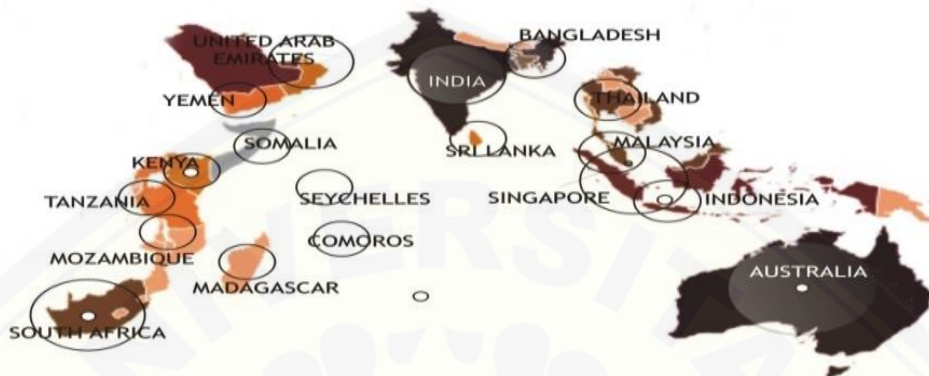 UNITED ARAB
EMIRATES
BANGLADESH
INDIA
YEMEN
THAILAND
SOMALIA
SRI LANKA
MALAYSIA
KENYA
TANZANIA
SEYCHELLES
SINGAPORE
INDONESIA
COMOROS
MOZAMBIQUE
MADAGASCAR
AUSTRALIA
SOUTH AFRICA
UNIVERSITA